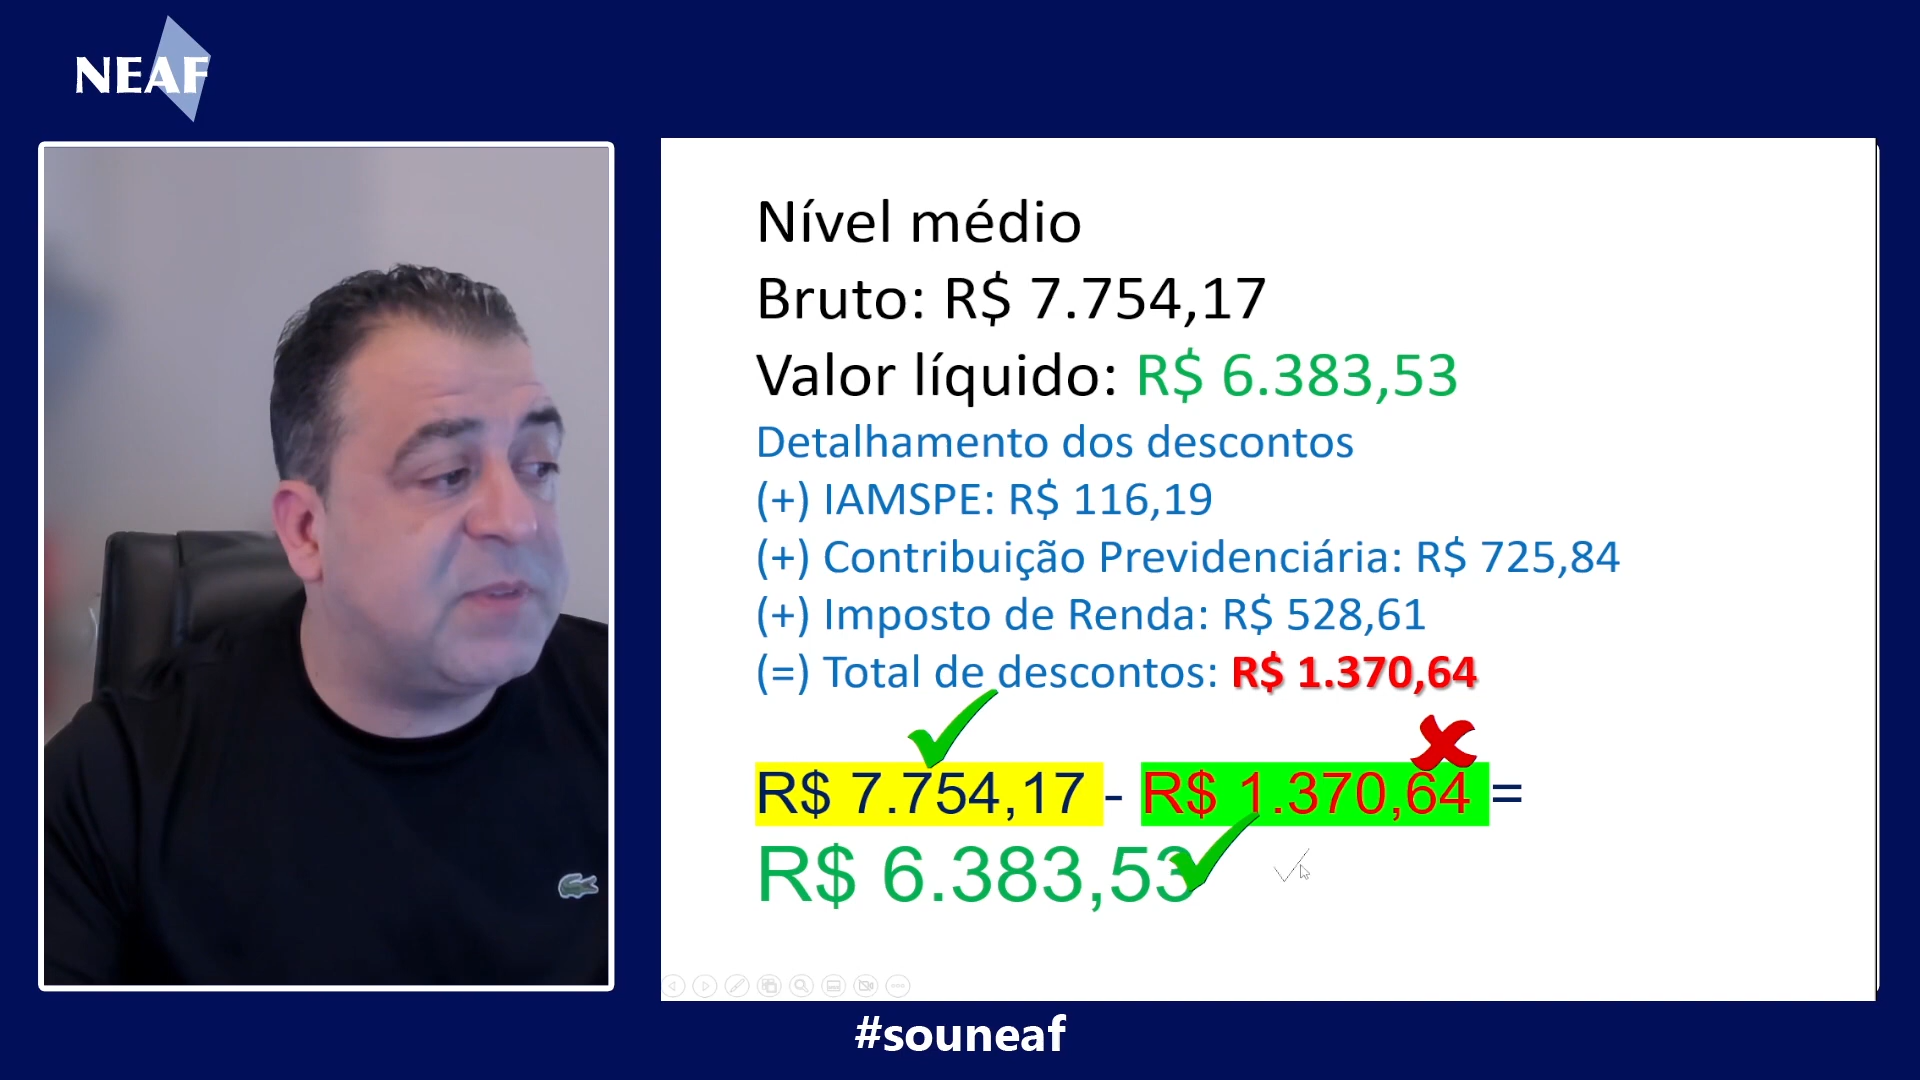 NEAF
Nível médio
Bruto: R$ 7.754,17
Valor líquido: R$ 6.383,53
Detalhamento dos descontos
(+) IAMSPE: R$ 116,19
(+) Contribuição Previdenciária: R$ 725,84
(+) Imposto de Renda: R$ 528,61
(=) Total de descontos: R$ 1.370,64
R$ 7.754,17 - R$ 1.370,64 =
R$ 6.383,53
#souneaf